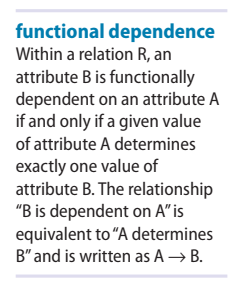 functional dependence
Within a relation R, an
attribute B is functionally
dependent on an attribute A
if and only if a given value
of attribute A determines
exactly one value of
attribute B. The relationship
“B is dependent on A” is
equivalent to “A determines
B” and is written as A → B.